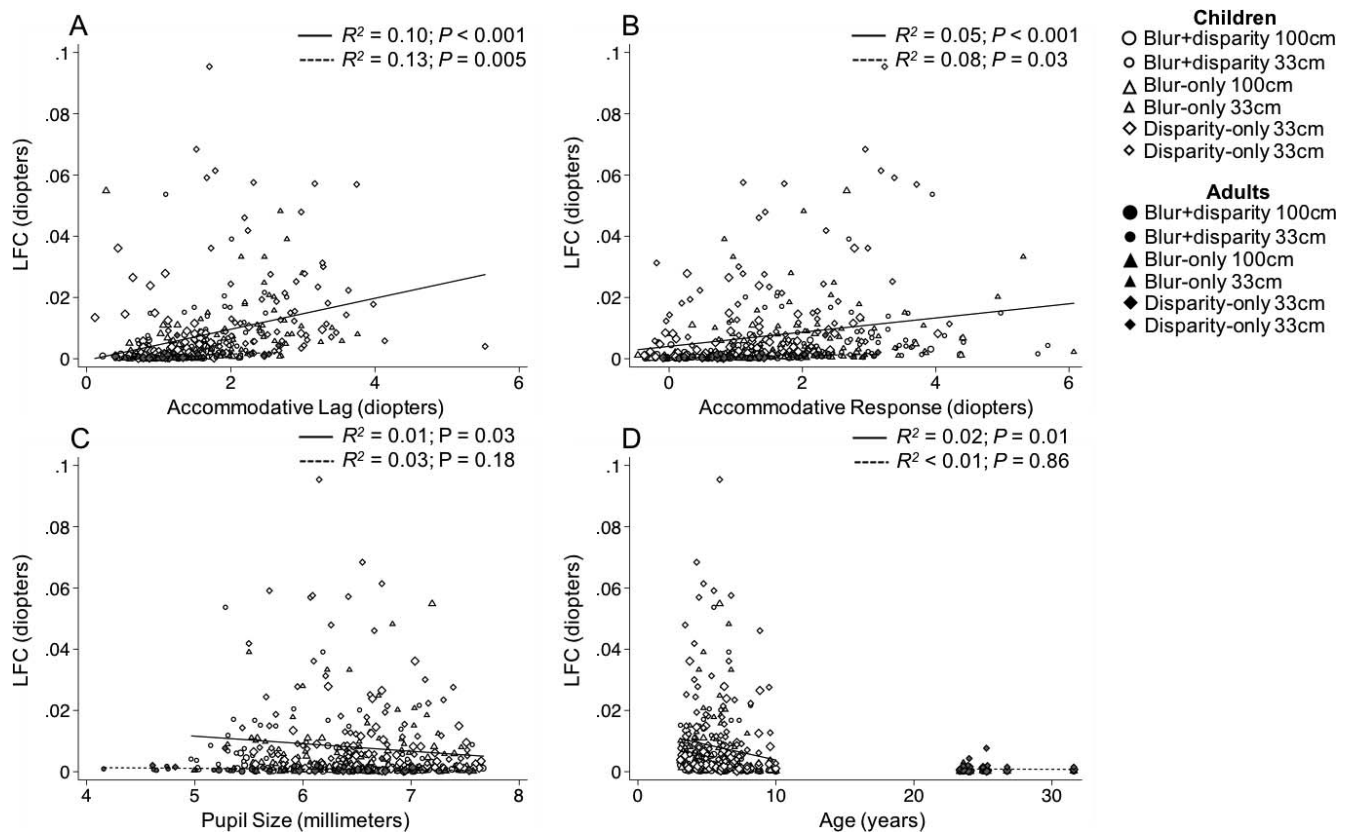 A
R² = 0.10; P < 0.001
R² = 0.13; P = 0.005
.1
.08
.06
.04
.02
0
LFC (diopters)
0 2 4 6
Accommodative Lag (diopters)
B
R² = 0.05; P < 0.001
R² = 0.08; P = 0.03
.1
.08
.06
.04
.02
0
LFC (diopters)
0 2 4 6
Accommodative Response (diopters)
Children
Blur+disparity 100cm
Blur+disparity 33cm
Blur-only 100cm
Blur-only 33cm
Disparity-only 33cm
Disparity-only 33cm
Adults
Blur+disparity 100cm
Blur+disparity 33cm
Blur-only 100cm
Blur-only 33cm
Disparity-only 33cm
Disparity-only 33cm
C
R² = 0.01; P = 0.03
R² = 0.03; P = 0.18
.1
.08
.06
.04
.02
0
LFC (diopters)
4 5 6 7 8
Pupil Size (millimeters)
D
R² = 0.02; P = 0.01
R² < 0.01; P = 0.86
.1
.08
.06
.04
.02
0
LFC (diopters)
0 10 20 30
Age (years)